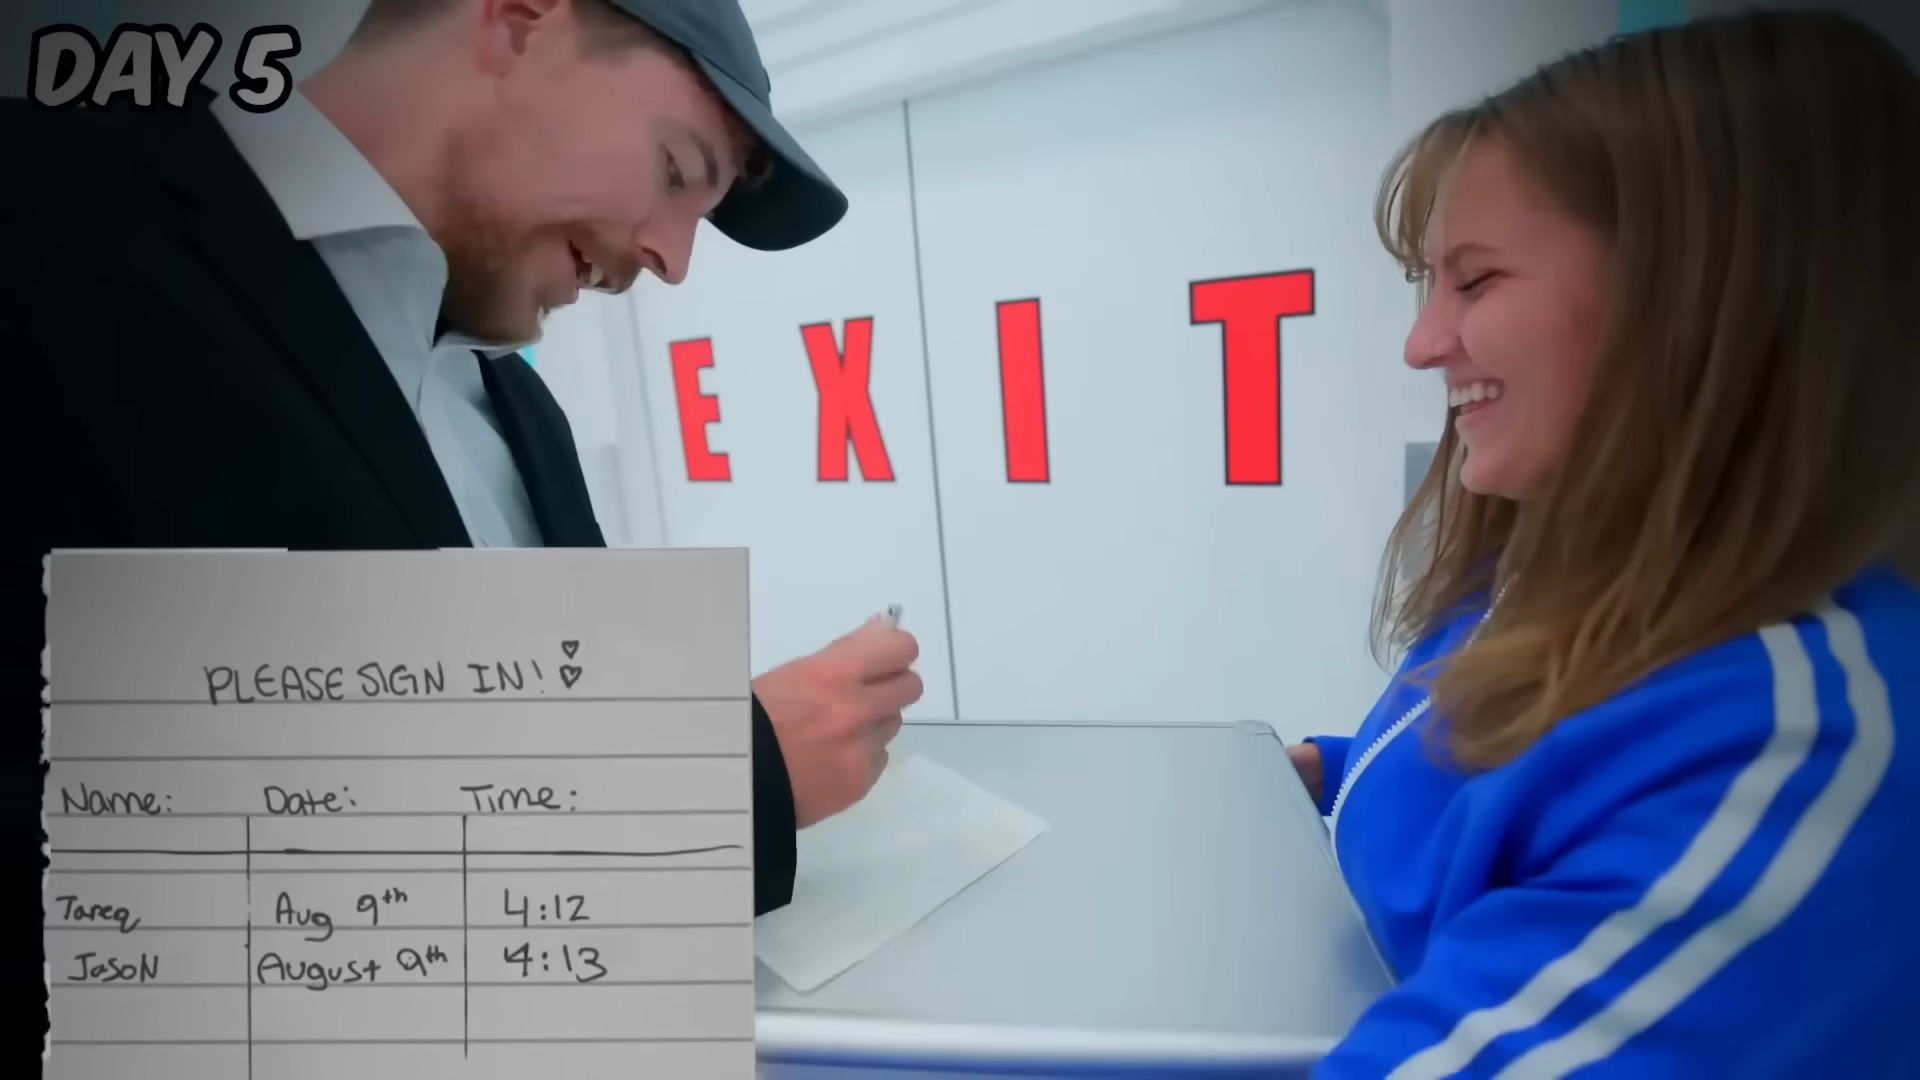 DAY 5
EXIT
PLEASE SIGN IN!
Name: Date: Time:
Tareq Aug 9th 4:12
JasoN August 9th 4:13